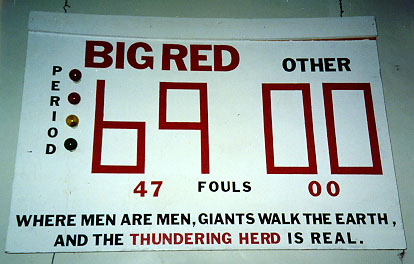 BIG RED OTHER
PERIOD
69 00
47 FOULS 00
WHERE MEN ARE MEN, GIANTS WALK THE EARTH,
AND THE THUNDERING HERD IS REAL.